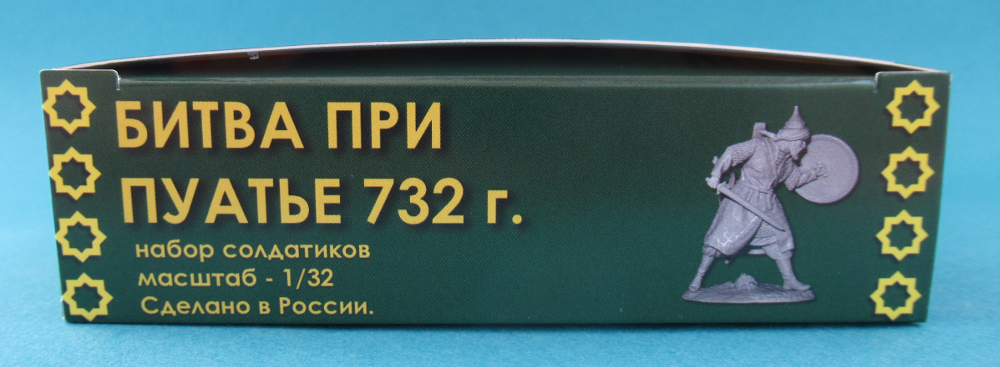 БИТВА ПРИ
ПУАТЬЕ 732 г.
набор солдатиков
масштаб - 1/32
Сделано в России.